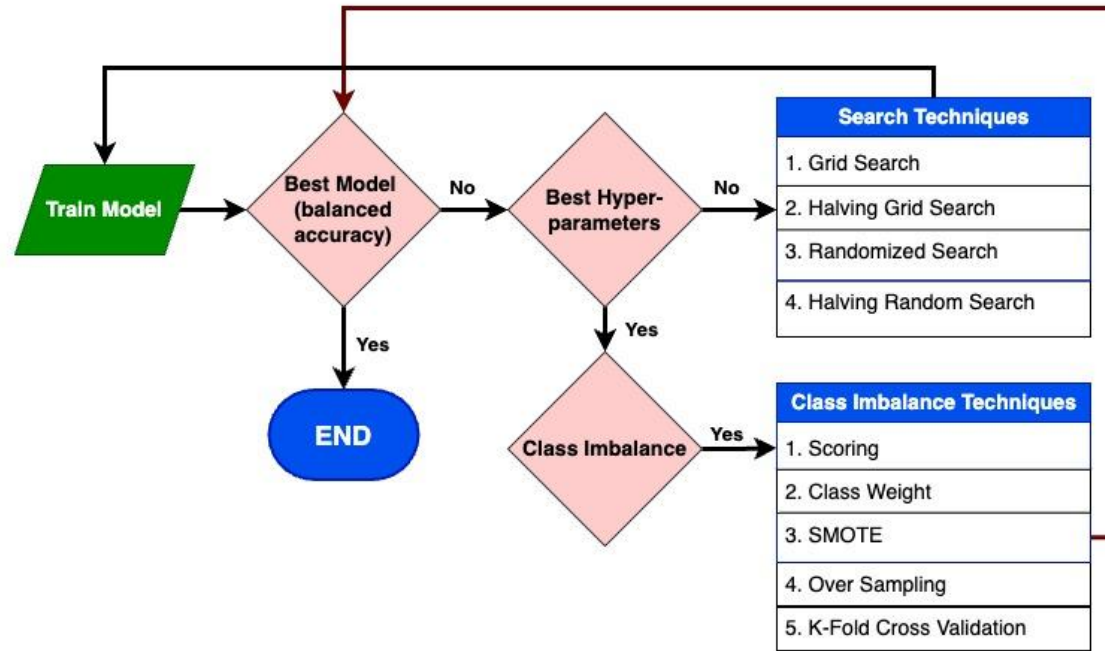 Train Model
Best Model
(balanced
accuracy)
No
Best Hyper-
parameters
No
Search Techniques
1. Grid Search
2. Halving Grid Search
3. Randomized Search
4. Halving Random Search
Yes
END
Yes
Class Imbalance
Yes
Class Imbalance Techniques
1. Scoring
2. Class Weight
3. SMOTE
4. Over Sampling
5. K-Fold Cross Validation